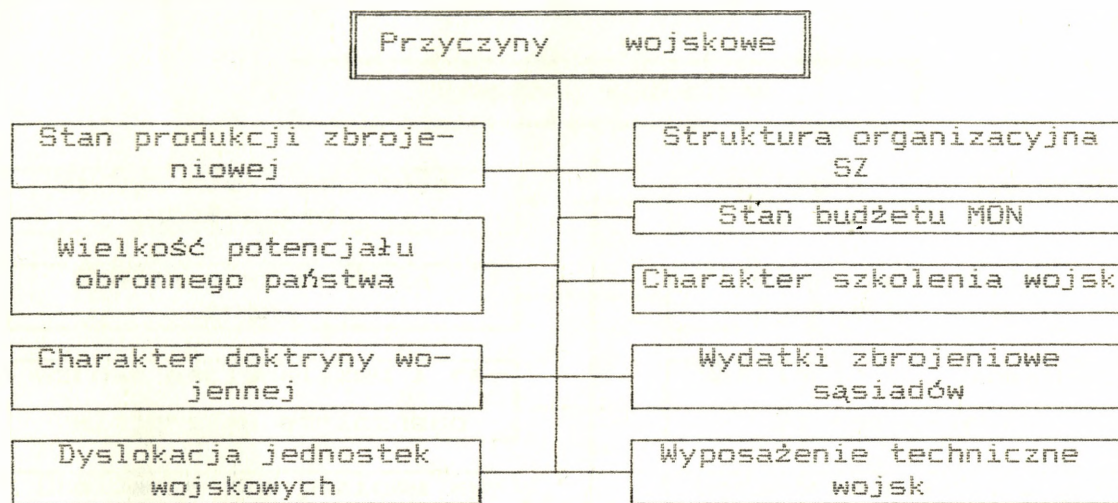 Przyczyny wojskowe
Stan produkcji zbroje-
niowej
Wielkość potencjału
obronnego państwa
Charakter doktryny wo-
jennej
Dyslokacja jednostek
wojskowych
Struktura organizacyjna
SZ
Stan budżetu MON
Charakter szkolenia wojsk
Wydatki zbrojeniowe
sąsiadów
Wyposażenie techniczne
wojsk